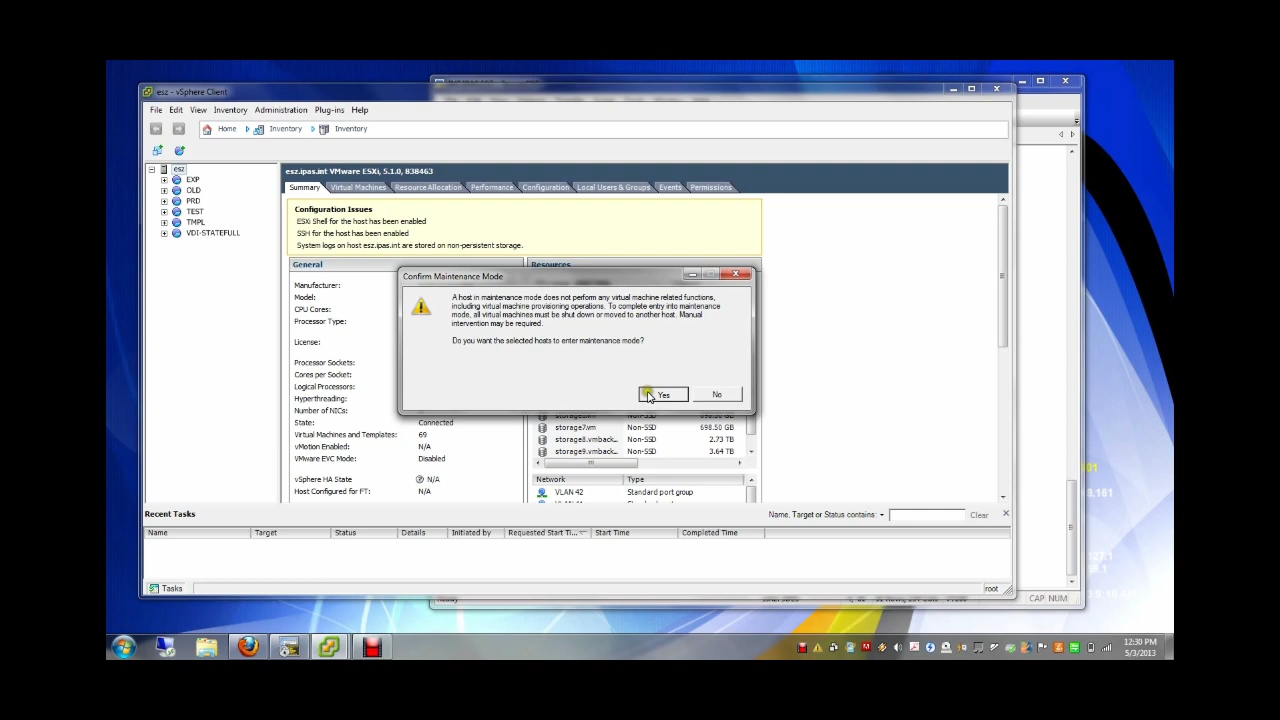 esz - vSphere Client
File Edit View Inventory Administration Plug-ins Help
Home Inventory Inventory
esz
EXP
OLD
PRD
TEST
TMPL
VDI-STATEFULL
esz.ipas.int VMware ESXi, 5.1.0, 838463
Summary Virtual Machines Resource Allocation Performance Configuration Local Users & Groups Events Permissions
Configuration Issues
ESXi Shell for the host has been enabled
SSH for the host has been enabled
System logs on host esz.ipas.int are stored on non-persistent storage.
General
Resources
Manufacturer:
Model:
CPU Cores:
Processor Type:
License:
Processor Sockets:
Cores per Socket:
Logical Processors:
Hyperthreading:
Number of NICs:
State: Connected
Virtual Machines and Templates: 69
vMotion Enabled: N/A
VMware EVC Mode: Disabled
vSphere HA State N/A
Host Configured for FT: N/A
Confirm Maintenance Mode
A host in maintenance mode does not perform any virtual machine related functions,
including virtual machine provisioning operations. To complete entry into maintenance
mode, all virtual machines must be shut down or moved to another host. Manual
intervention may be required.
Do you want the selected hosts to enter maintenance mode?
Yes No
storage7.vm Non-SSD 698.50 GB
storage8.vmback... Non-SSD 2.73 TB
storage9.vmback... Non-SSD 3.64 TB
Network Type
VLAN 42 Standard port group
Recent Tasks
Name, Target or Status contains: Clear
Name Target Status Details Initiated by Requested Start Ti... Start Time Completed Time
Tasks
root
CAP NUM
12:30 PM
5/3/2013